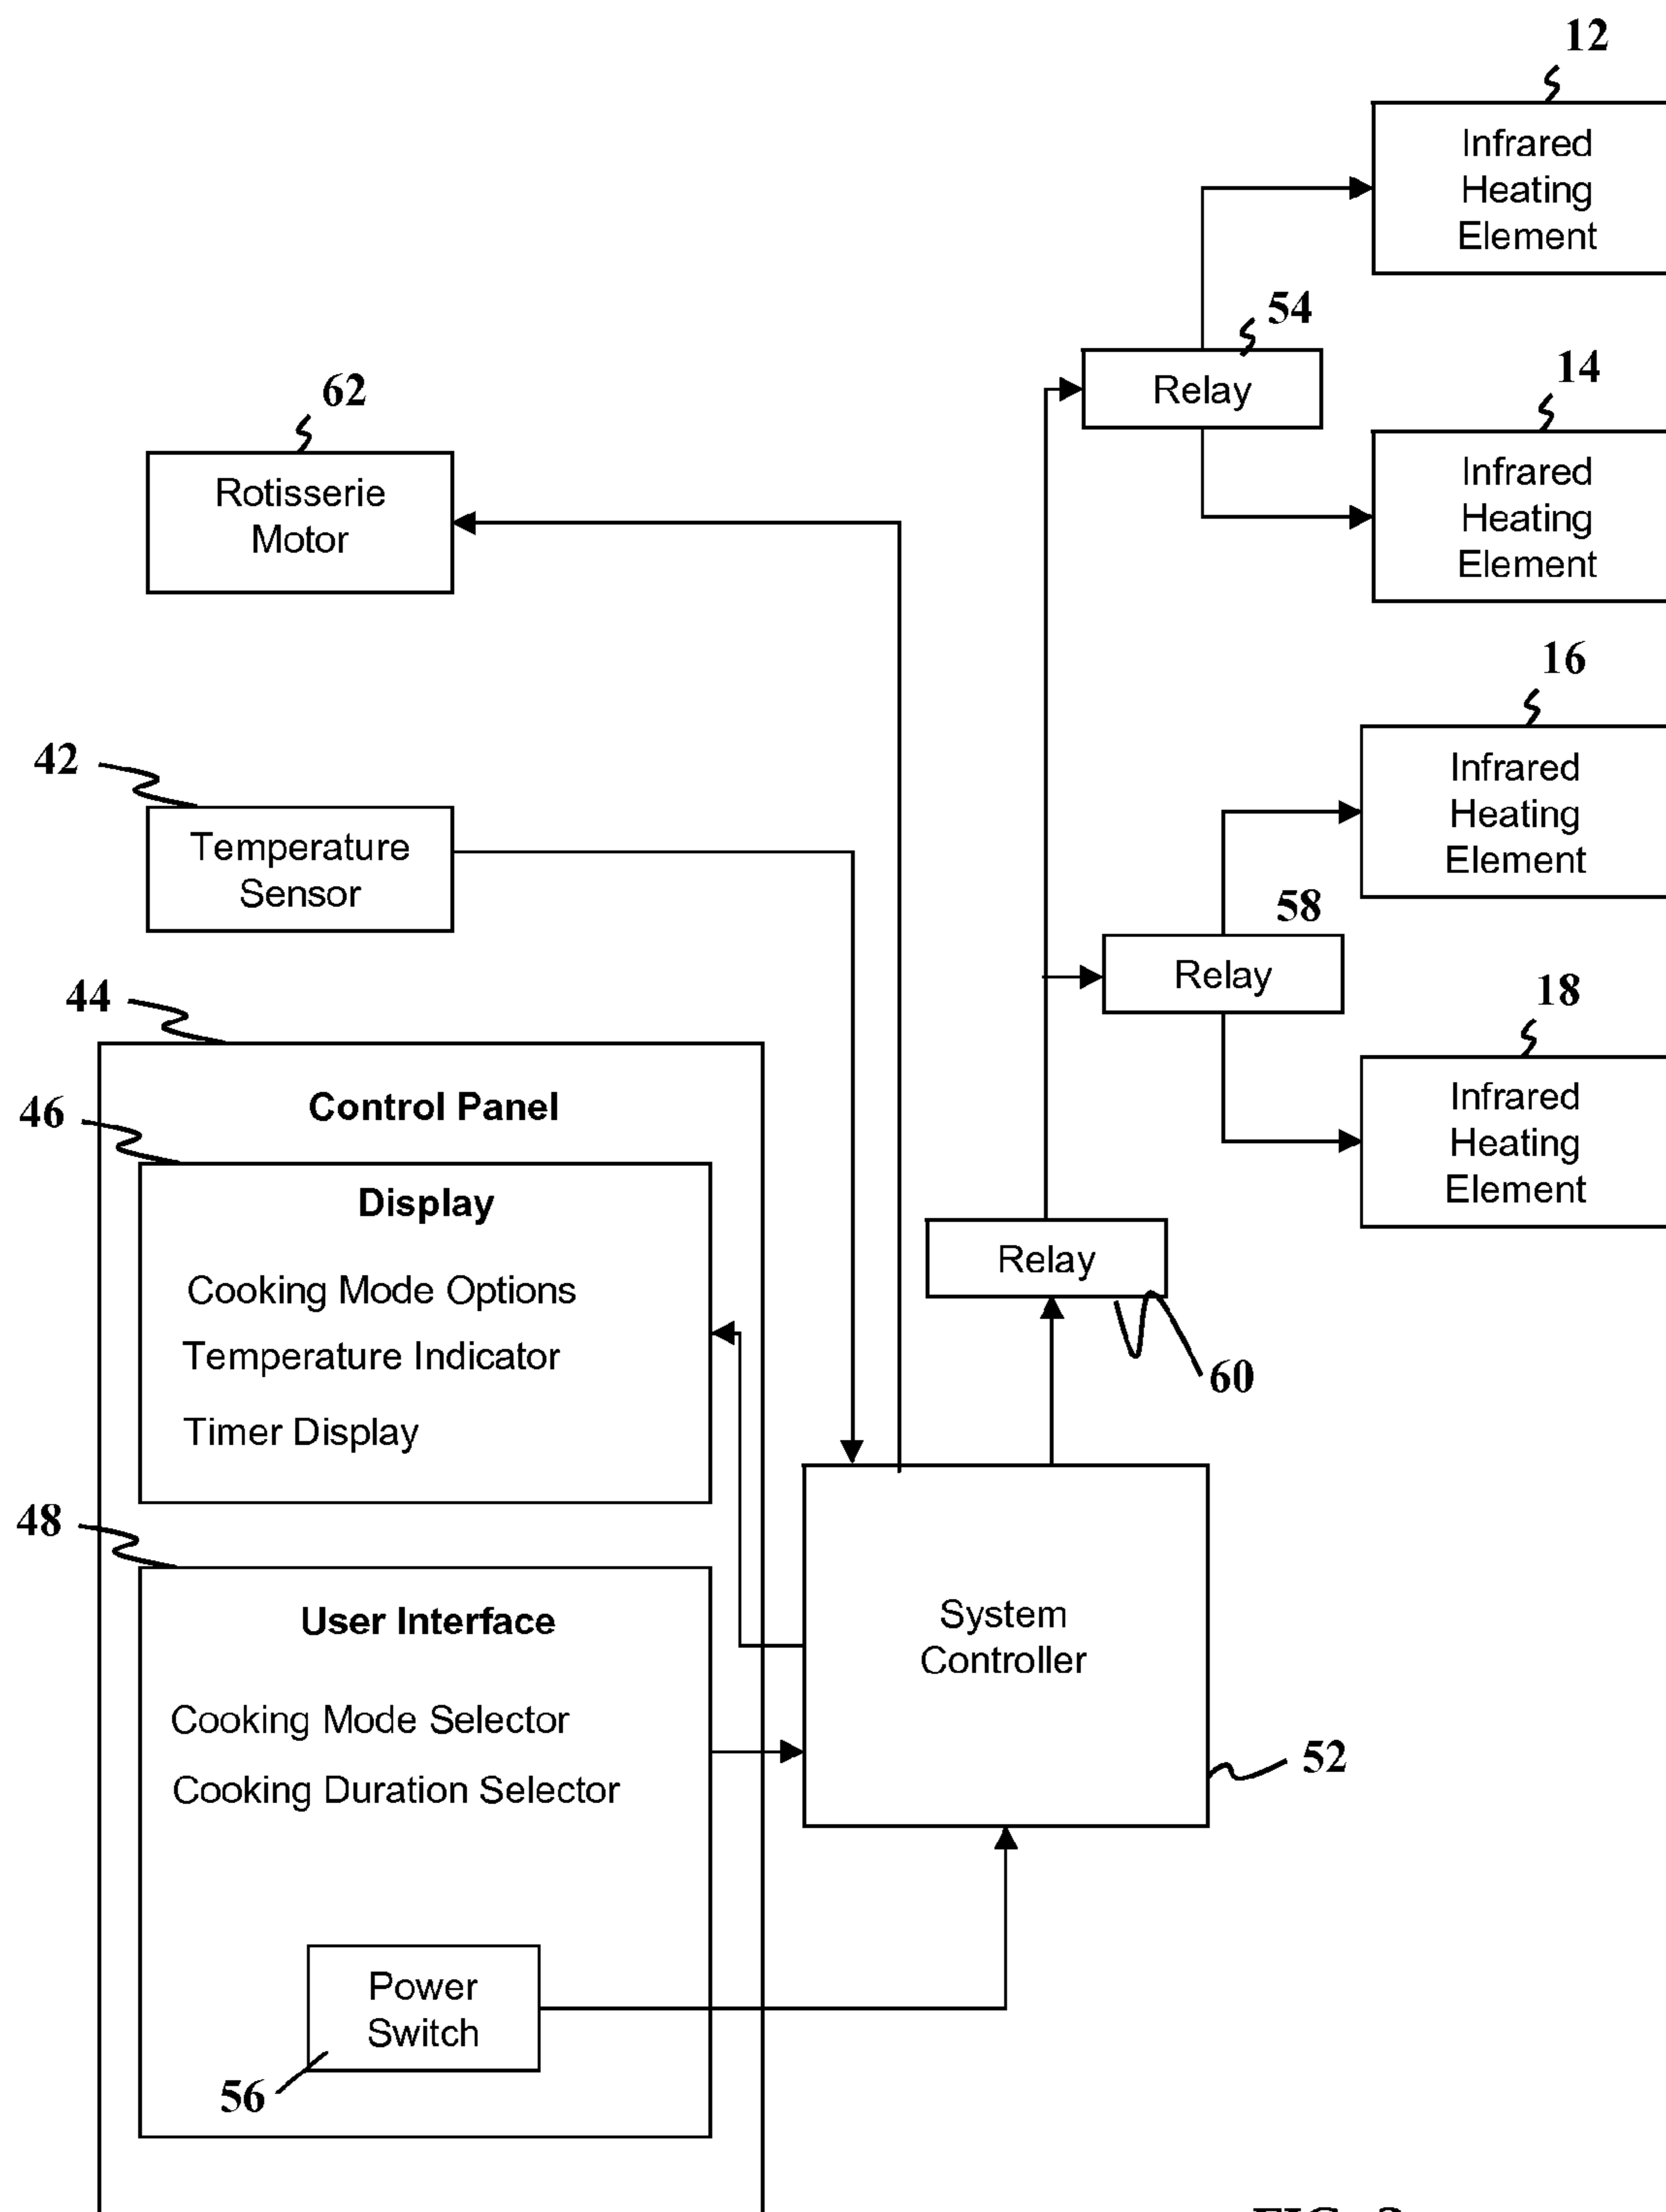 12
Infrared
Heating
Element
54
Relay
14
Infrared
Heating
Element
62
Rotisserie
Motor
16
Infrared
Heating
Element
42
Temperature
Sensor
58
Relay
18
Infrared
Heating
Element
44
Control Panel
46
Display
Cooking Mode Options
Temperature Indicator
Timer Display
Relay
60
48
User Interface
Cooking Mode Selector
Cooking Duration Selector
System
Controller
52
Power
Switch
56